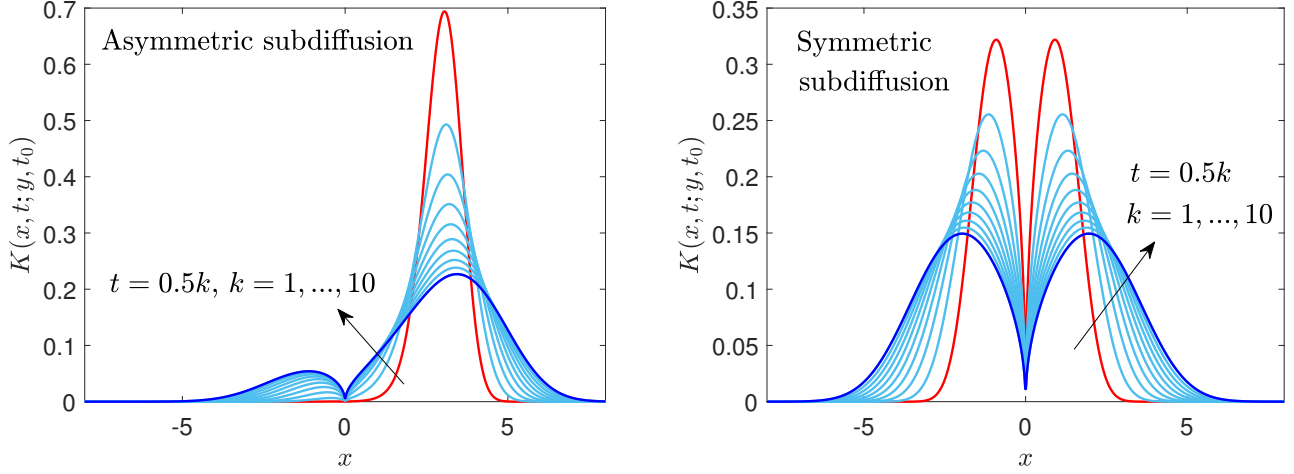 Asymmetric subdiffusion
0.7
0.6
0.5
0.4
0.3
0.2
0.1
0
K(x, t; y, t₀)
t = 0.5k, k = 1, ..., 10
-5
0
5
x
Symmetric
subdiffusion
0.35
0.3
0.25
0.2
0.15
0.1
0.05
0
K(x, t; y, t₀)
t = 0.5k
k = 1, ..., 10
-5
0
5
x